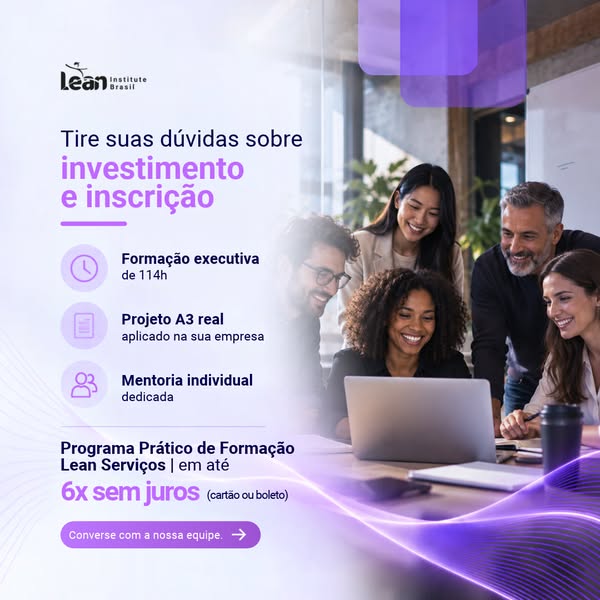 Lean Institute
Brasil
Tire suas dúvidas sobre
investimento
e inscrição
Formação executiva
de 114h
Projeto A3 real
aplicado na sua empresa
Mentoria individual
dedicada
Programa Prático de Formação
Lean Serviços | em até
6x sem juros (cartão ou boleto)
Converse com a nossa equipe.